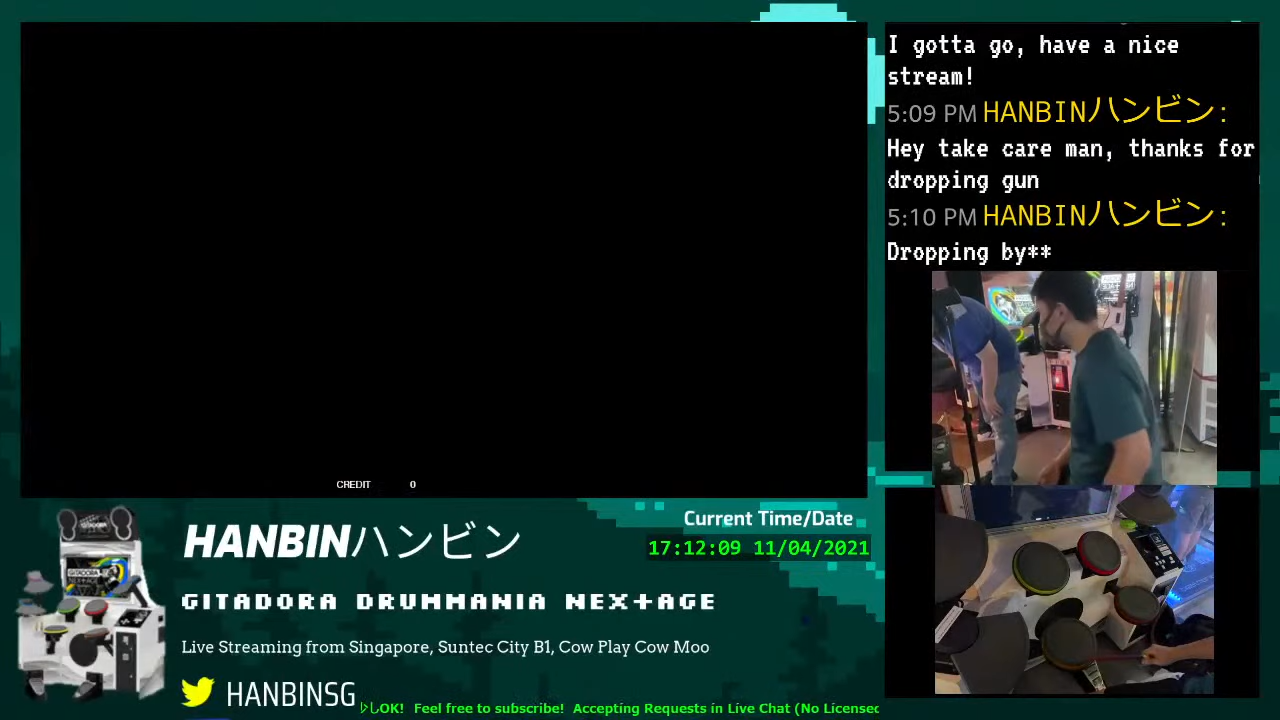 I gotta go, have a nice
stream!
5:09 PM HANBINハンビン:
Hey take care man, thanks for
dropping gun
5:10 PM HANBINハンビン:
Dropping by**
CREDIT 0
HANBINハンビン
Current Time/Date
17:12:09 11/04/2021
GITADORA DRUMMANIA NEX+AGE
Live Streaming from Singapore, Suntec City B1, Cow Play Cow Moo
HANBINSG
OK! Feel free to subscribe! Accepting Requests in Live Chat (No Licensed